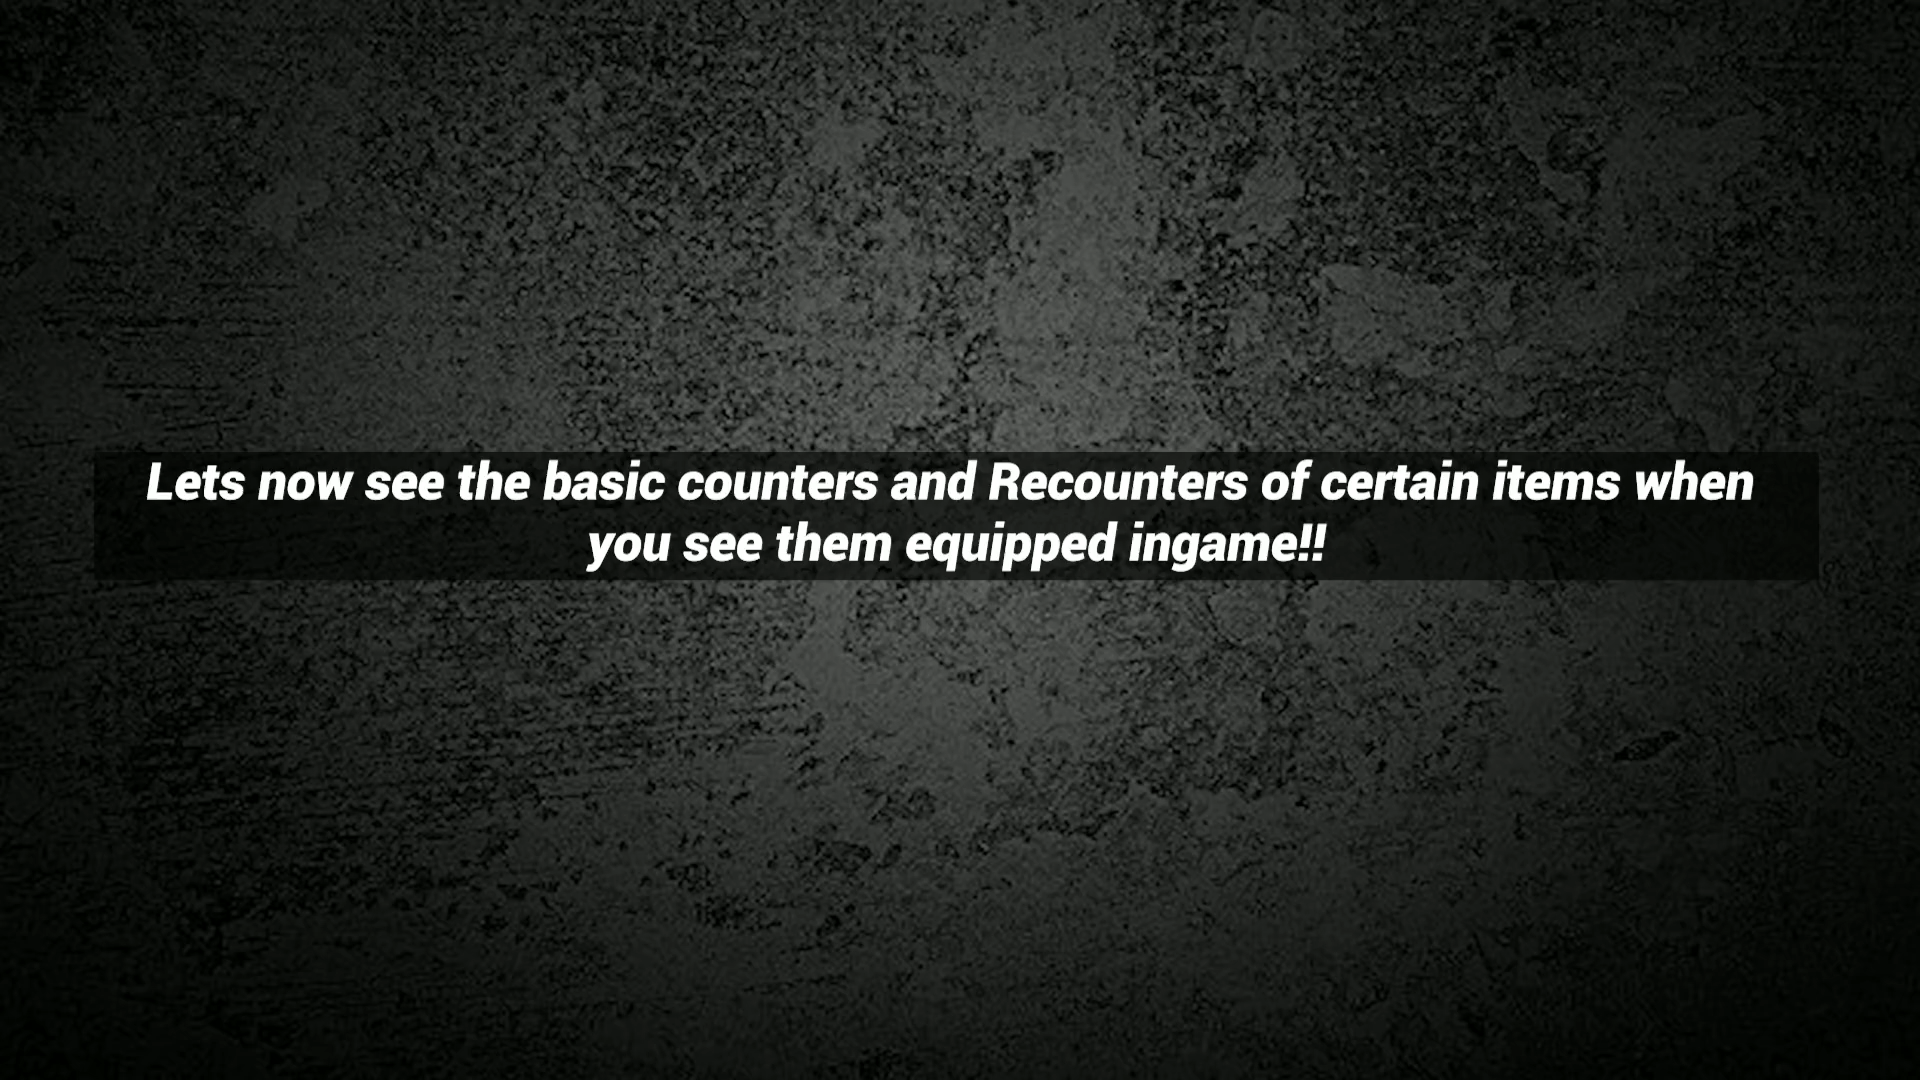 Lets now see the basic counters and Recounters of certain items when
you see them equipped ingame!!